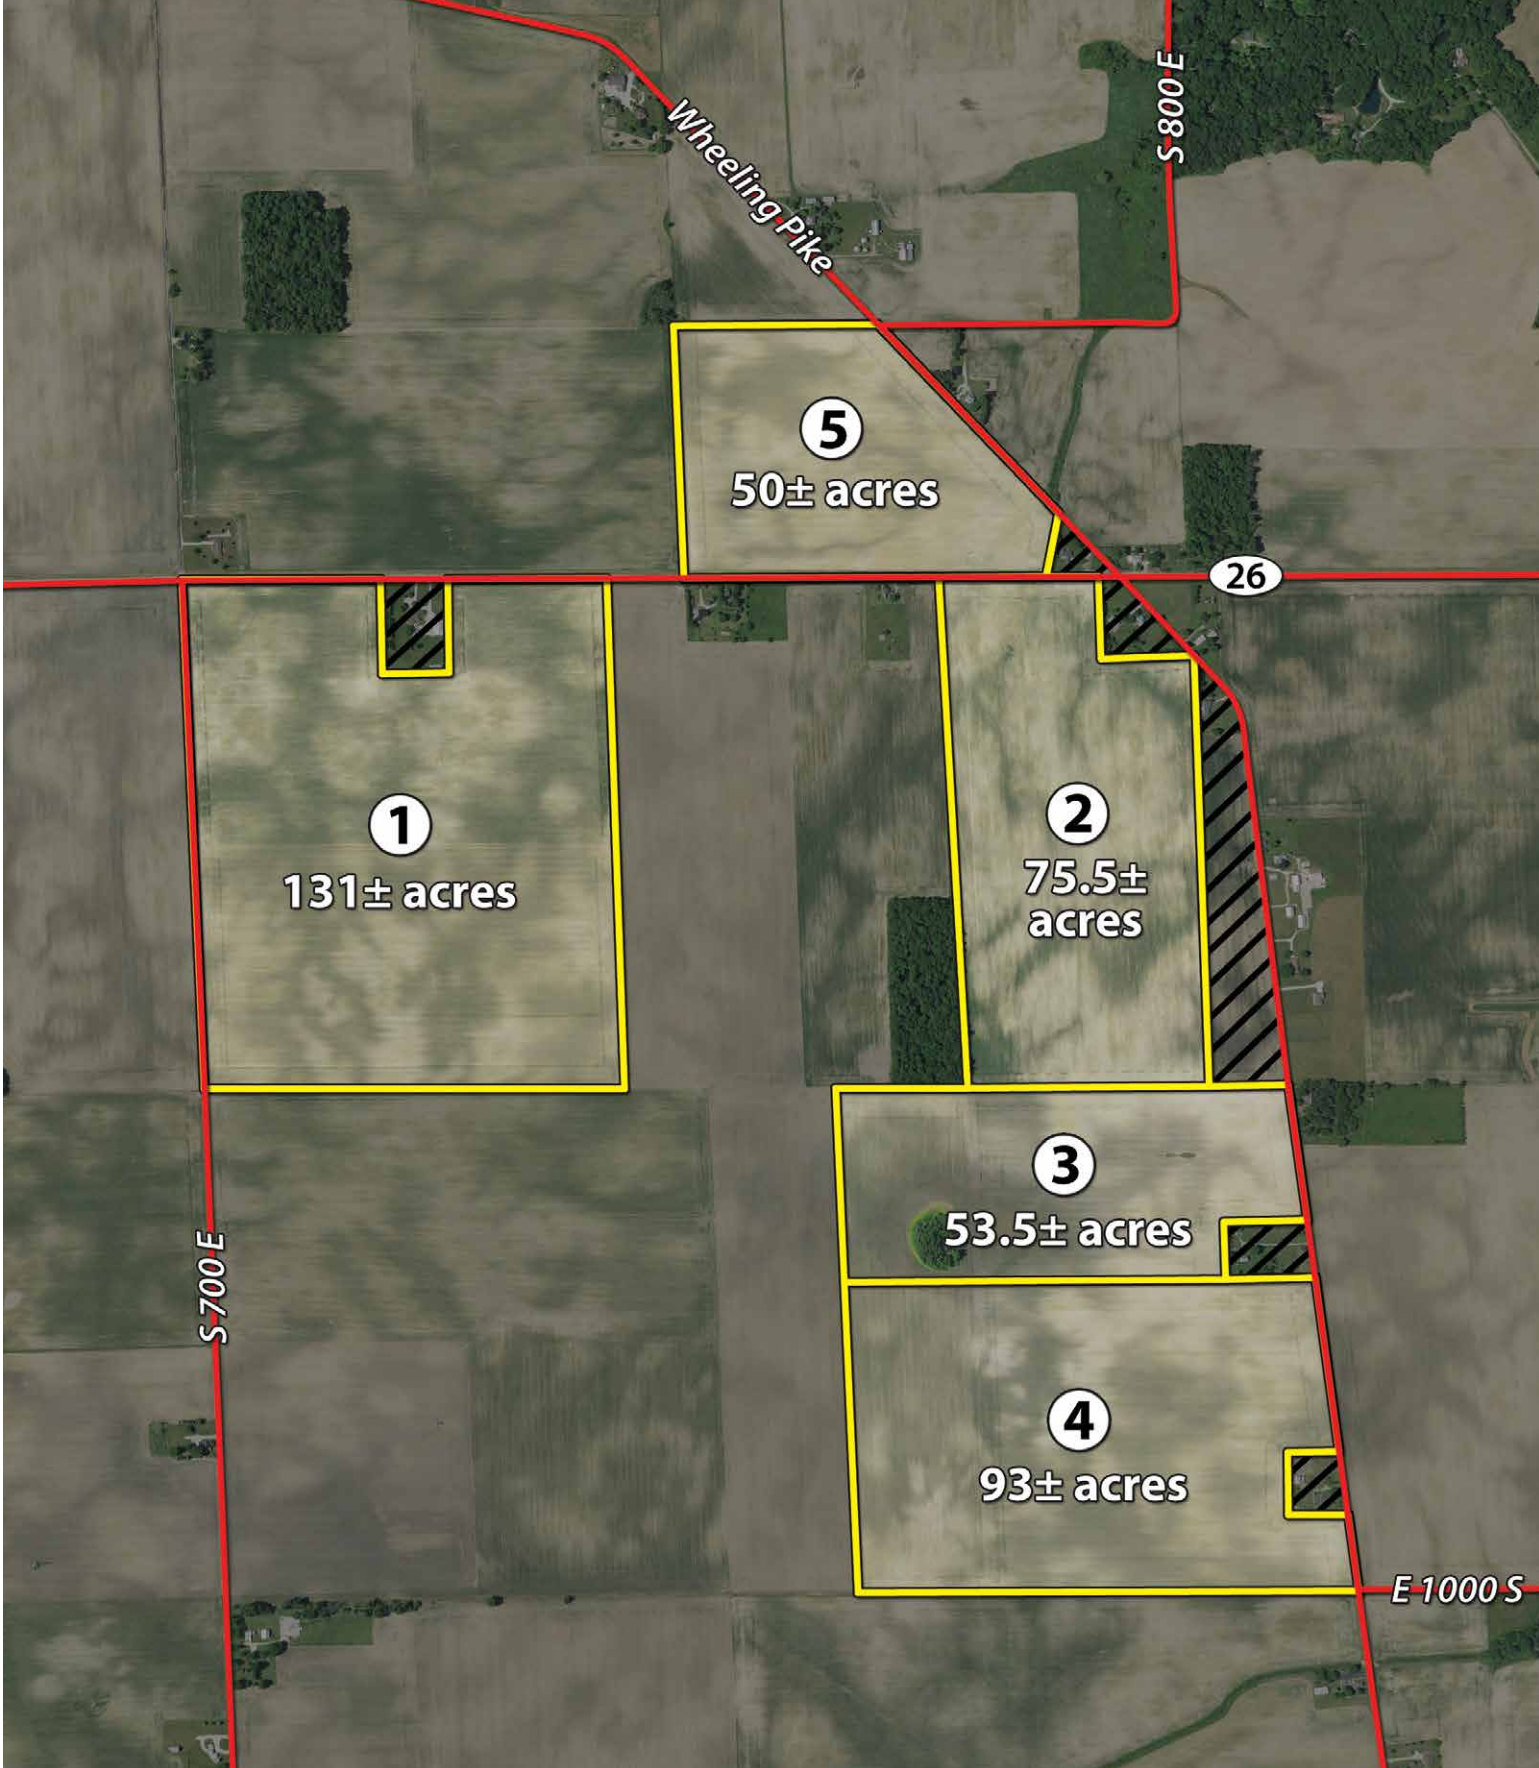 S 800 E
Wheeling Pike
5
50± acres
26
1
131± acres
2
75.5±
acres
3
53.5± acres
S 700 E
4
93± acres
E 1000 S